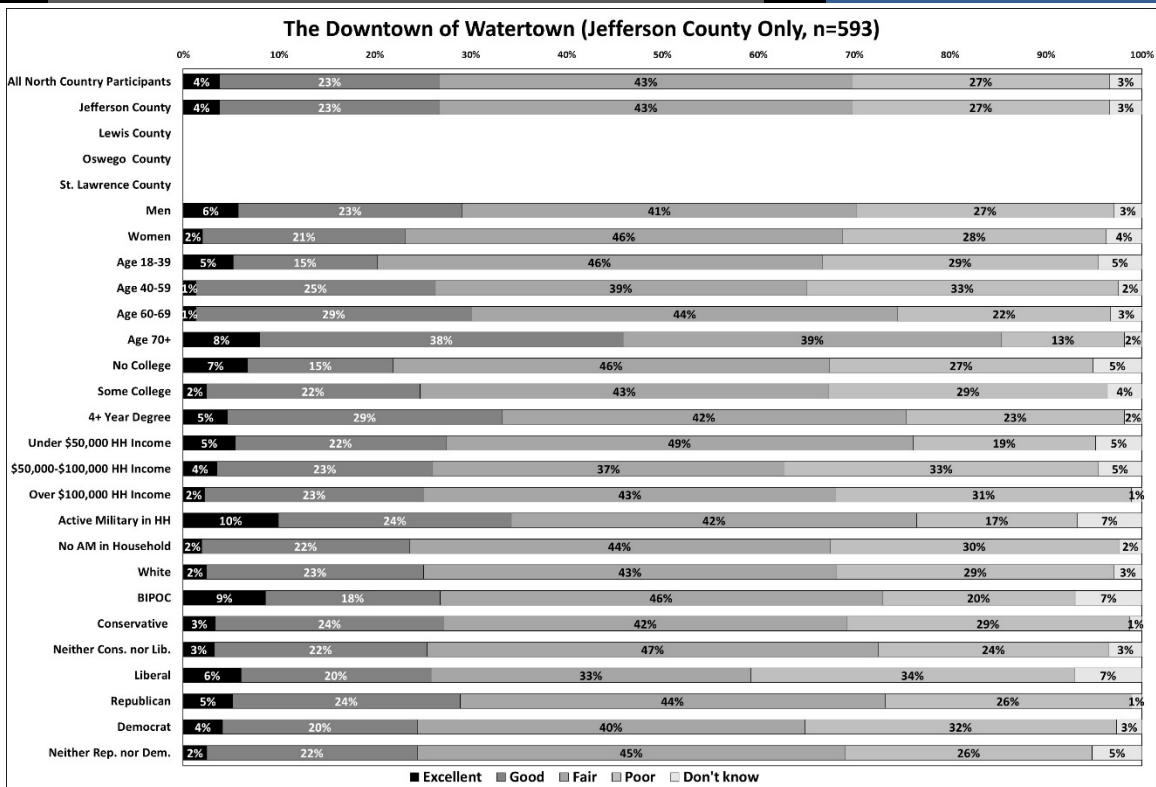 The Downtown of Watertown (Jefferson County Only, n=593)
0% 10% 20% 30% 40% 50% 60% 70% 80% 90% 100%
All North Country Participants 4% 23% 43% 27% 3%
Jefferson County 4% 23% 43% 27% 3%
Lewis County
Oswego County
St. Lawrence County
Men 6% 23% 41% 27% 3%
Women 2% 21% 46% 28% 4%
Age 18-39 5% 15% 46% 29% 5%
Age 40-59 1% 25% 39% 33% 2%
Age 60-69 1% 29% 44% 22% 3%
Age 70+ 8% 38% 39% 13% 2%
No College 7% 15% 46% 27% 5%
Some College 2% 22% 43% 29% 4%
4+ Year Degree 5% 29% 42% 23% 2%
Under $50,000 HH Income 5% 22% 49% 19% 5%
$50,000-$100,000 HH Income 4% 23% 37% 33% 5%
Over $100,000 HH Income 2% 23% 43% 31% 1%
Active Military in HH 10% 24% 42% 17% 7%
No AM in Household 2% 22% 44% 30% 2%
White 2% 23% 43% 29% 3%
BIPOC 9% 18% 46% 20% 7%
Conservative 3% 24% 42% 29% 1%
Neither Cons. nor Lib. 3% 22% 47% 24% 3%
Liberal 6% 20% 33% 34% 7%
Republican 5% 24% 44% 26% 1%
Democrat 4% 20% 40% 32% 3%
Neither Rep. nor Dem. 2% 22% 45% 26% 5%
Excellent Good Fair Poor Don't know